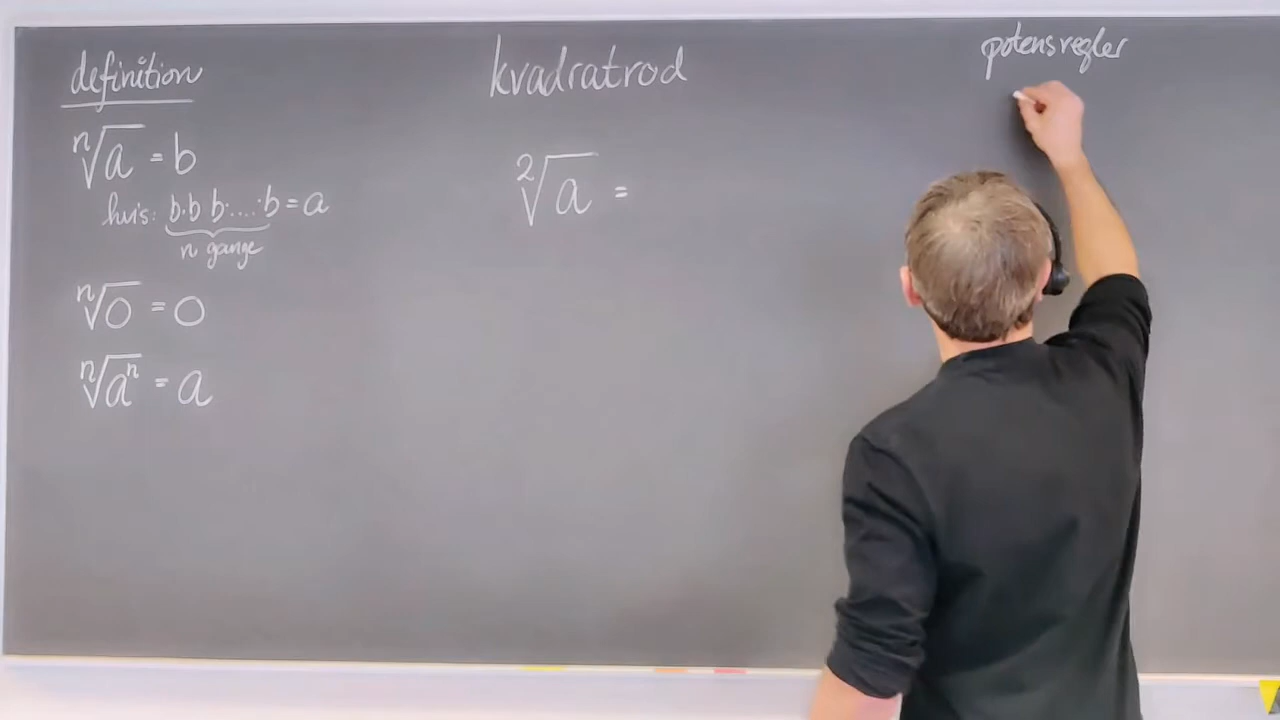 definition
ⁿ√a = b
hvis: b·b b·....·b = a
n gange
ⁿ√0 = 0
ⁿ√aⁿ = a
kvadratrod
²√a =
potensregler